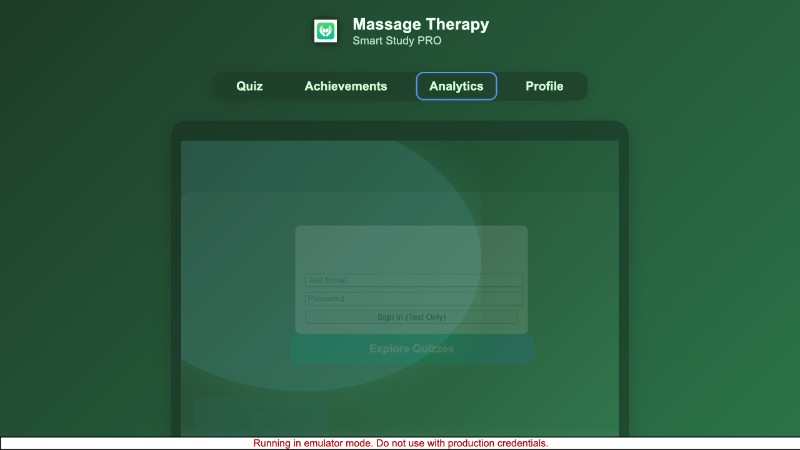 Massage Therapy
Smart Study PRO
Quiz
Achievements
Analytics
Profile
Test Email
Password
Sign In (Test Only)
Explore Quizzes
Running in emulator mode. Do not use with production credentials.